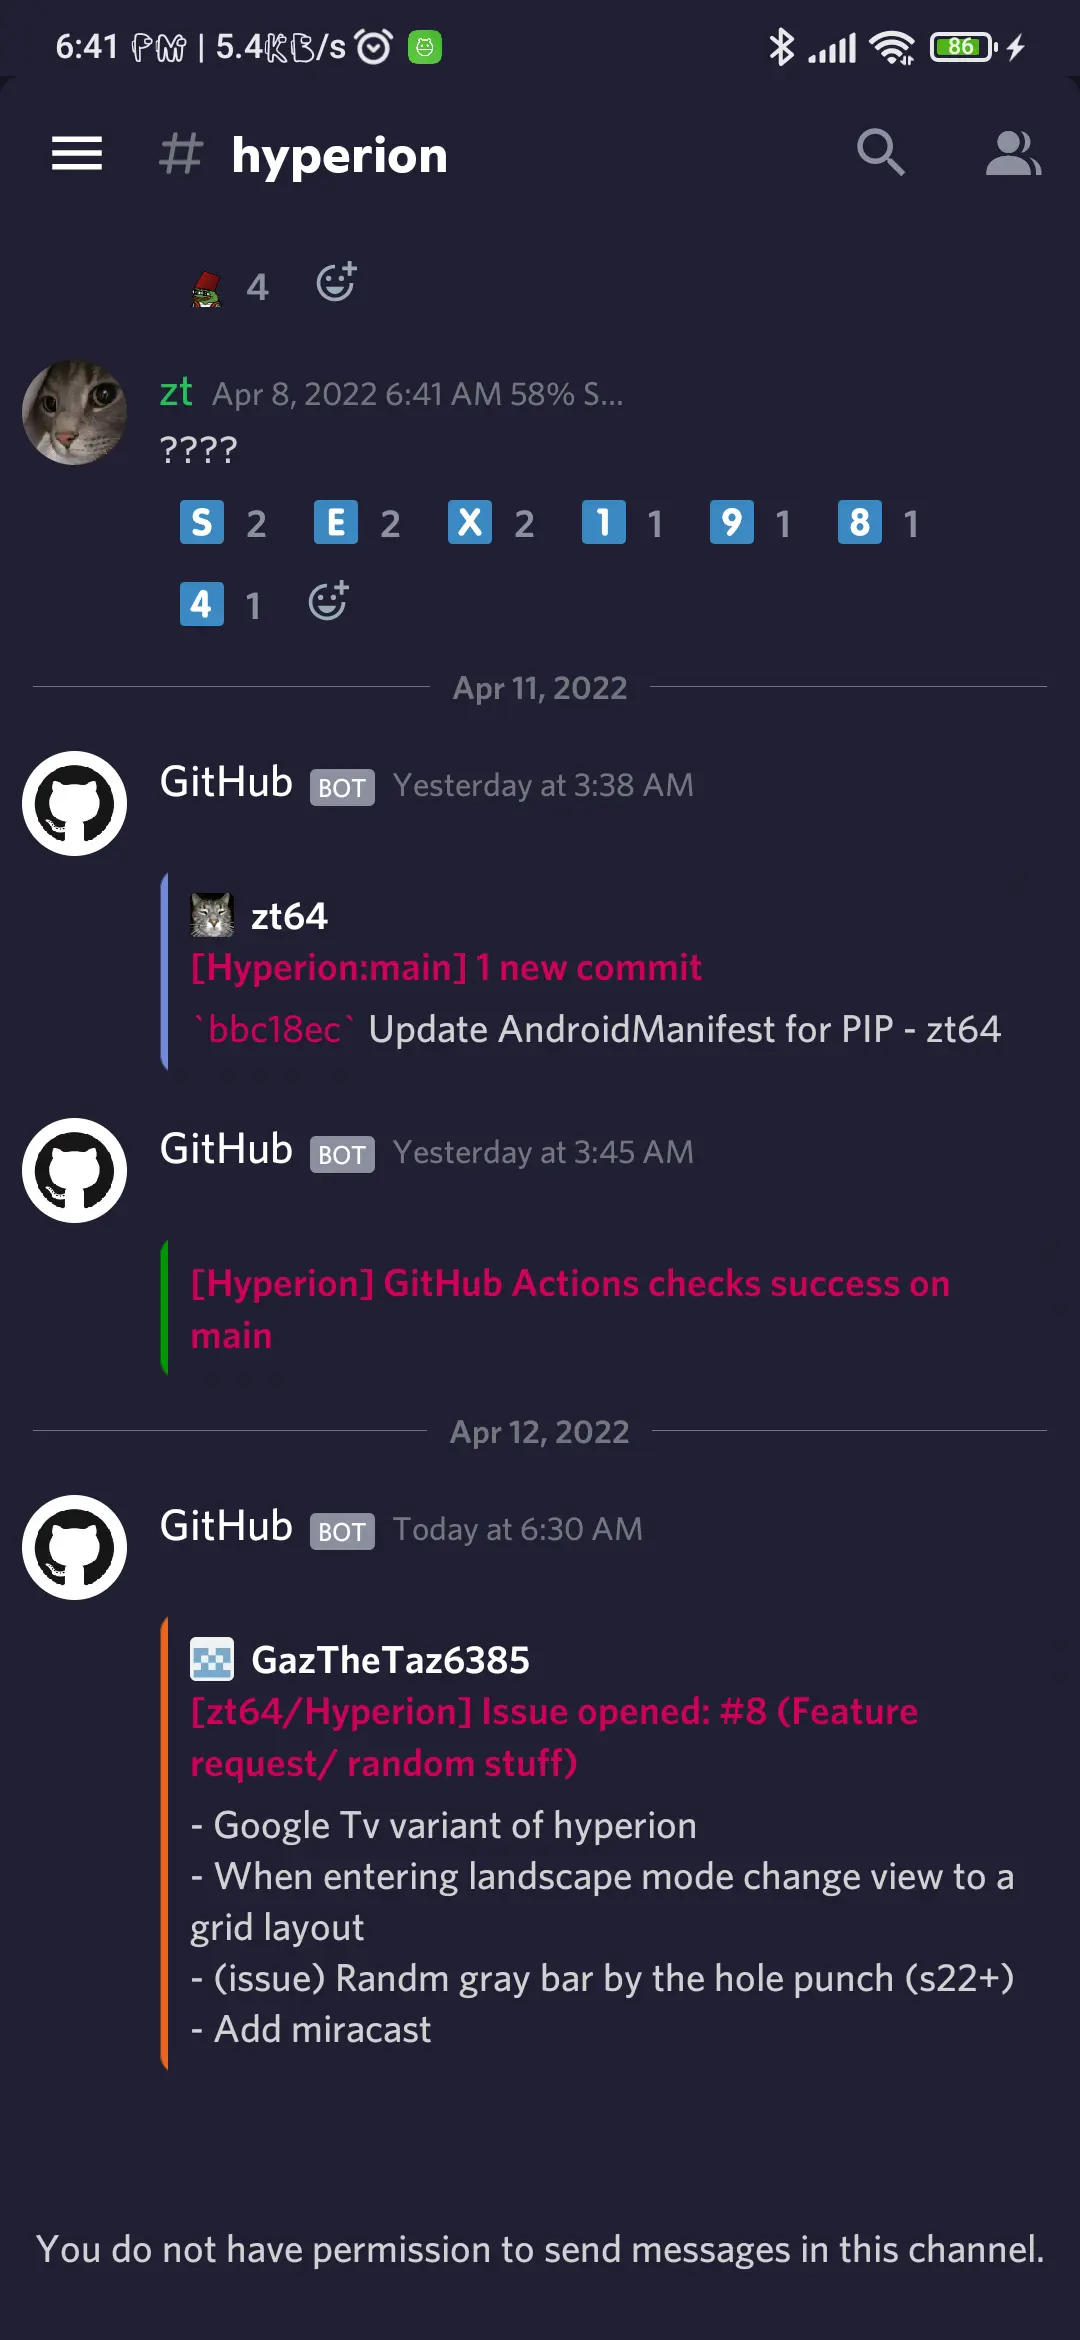 6:41 PM | 5.4KB/s
86
# hyperion
4
zt Apr 8, 2022 6:41 AM 58% S...
????
S 2 E 2 X 2 1 1 9 1 8 1
4 1
Apr 11, 2022
GitHub BOT Yesterday at 3:38 AM
zt64
[Hyperion:main] 1 new commit
`bbc18ec` Update AndroidManifest for PIP - zt64
GitHub BOT Yesterday at 3:45 AM
[Hyperion] GitHub Actions checks success on
main
Apr 12, 2022
GitHub BOT Today at 6:30 AM
GazTheTaz6385
[zt64/Hyperion] Issue opened: #8 (Feature
request/ random stuff)
- Google Tv variant of hyperion
- When entering landscape mode change view to a
grid layout
- (issue) Randm gray bar by the hole punch (s22+)
- Add miracast
You do not have permission to send messages in this channel.